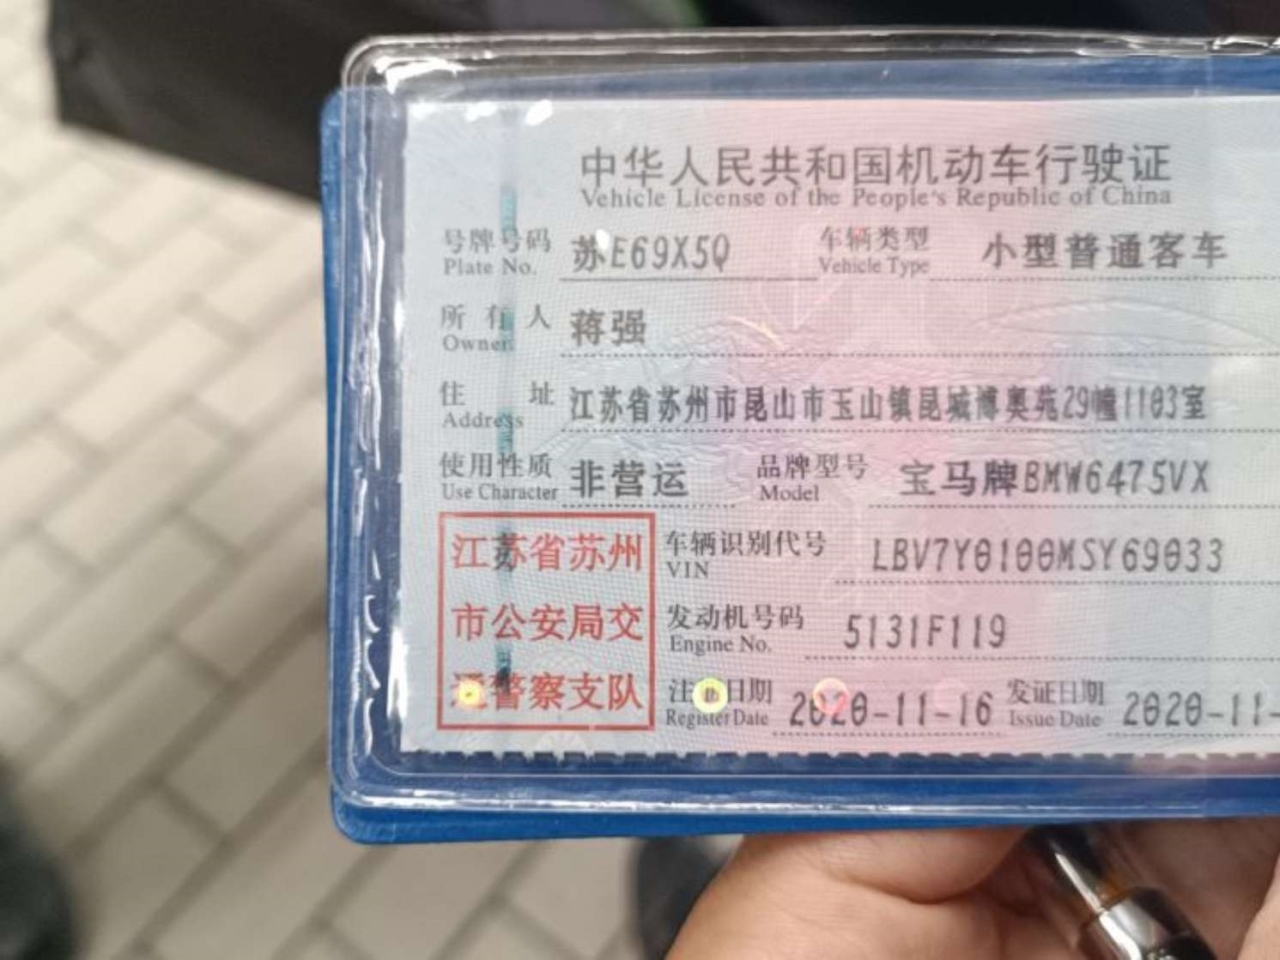 中华人民共和国机动车行驶证
Vehicle License of the People's Republic of China
号牌号码 苏E69X5Q 车辆类型 小型普通客车
Plate No. Vehicle Type
所有人 蒋强
Owner
住址 江苏省苏州市昆山市玉山镇昆城博奥苑29幢1103室
Address
使用性质 非营运 品牌型号 宝马牌BMW6475VX
Use Character Model
江苏省苏州
市公安局交
通警察支队
车辆识别代号 LBV7Y0100MSY69033
VIN
发动机号码 5131F119
Engine No.
注册日期 2020-11-16 发证日期 2020-11-
Register Date Issue Date